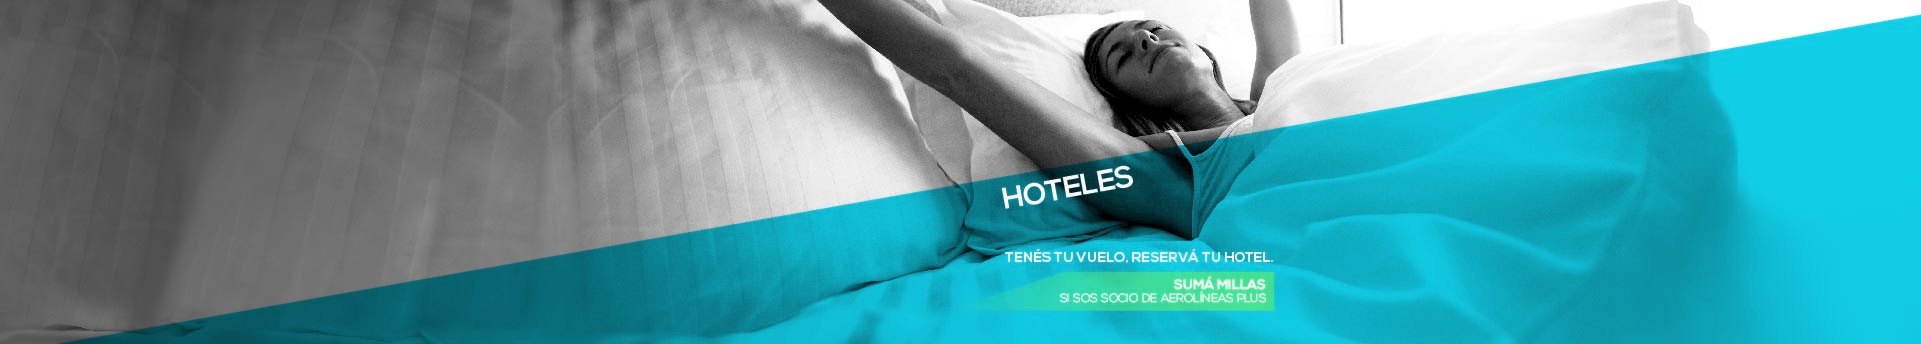 HOTELES
TENÉS TU VUELO, RESERVÁ TU HOTEL.
SUMÁ MILLAS
SI SOS SOCIO DE AEROLÍNEAS PLUS